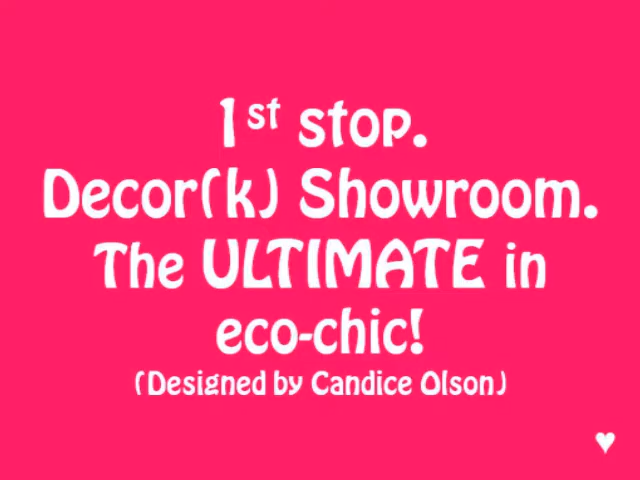 1st stop.
Decor(k) Showroom.
The ULTIMATE in
eco-chic!
(Designed by Candice Olson)
♥